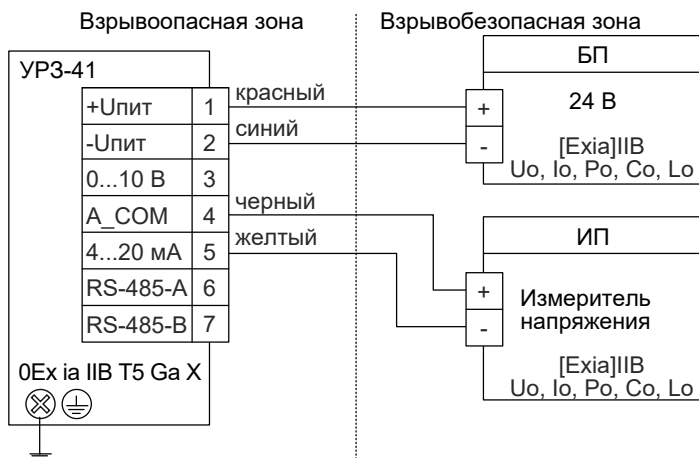 Взрывоопасная зона
Взрывобезопасная зона
УРЗ-41
+Uпит 1 красный
-Uпит 2 синий
0...10 В 3
A_COM 4 черный
4...20 мА 5 желтый
RS-485-A 6
RS-485-B 7
0Ex ia IIB T5 Ga X
БП
+
24 В
-
[Exia]IIB
Uo, Io, Po, Co, Lo
ИП
+
-
Измеритель
напряжения
[Exia]IIB
Uo, Io, Po, Co, Lo